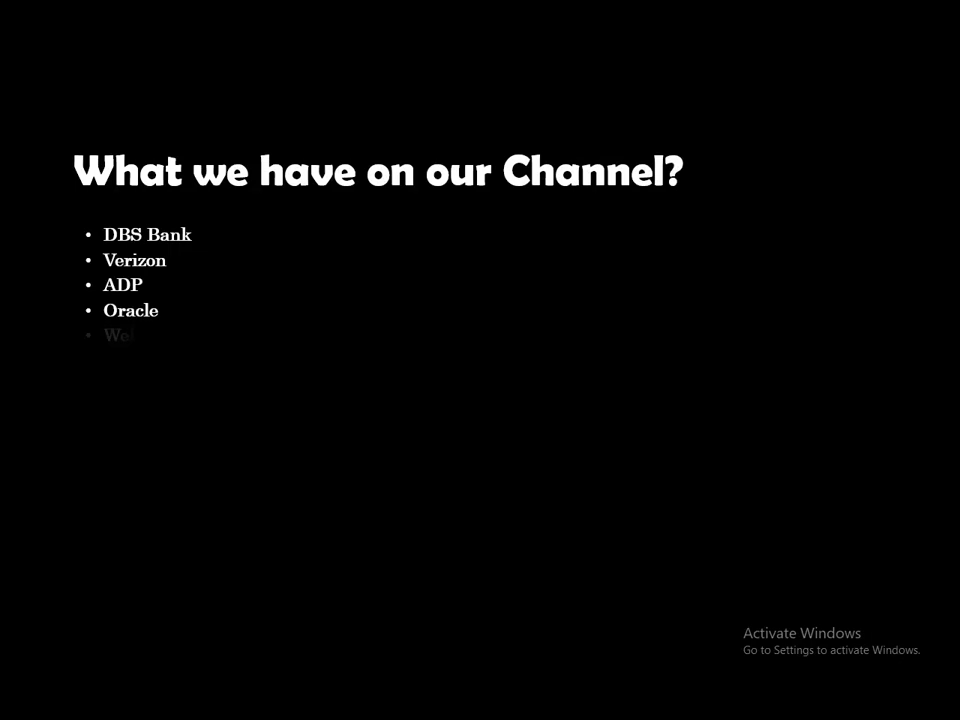 What we have on our Channel?
• DBS Bank
• Verizon
• ADP
• Oracle
Activate Windows
Go to Settings to activate Windows.